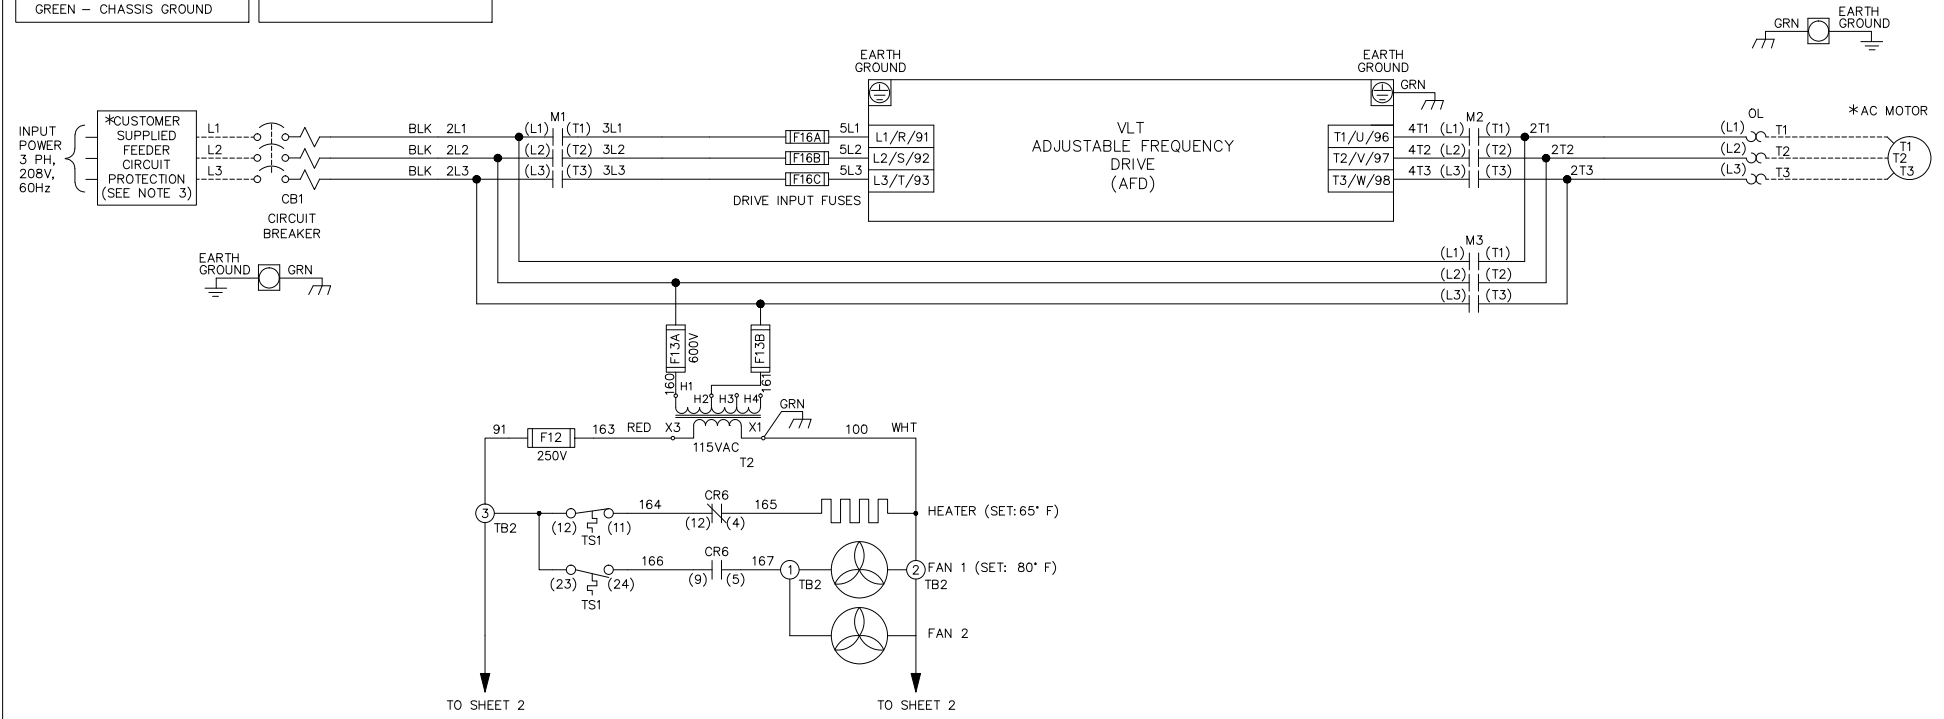 GREEN – CHASSIS GROUND
GRN
EARTH
GROUND
EARTH
GROUND
EARTH
GROUND
GRN
INPUT
POWER
3 PH,
208V,
60Hz
*CUSTOMER
SUPPLIED
FEEDER
CIRCUIT
PROTECTION
(SEE NOTE 3)
L1
L2
L3
CB1
CIRCUIT
BREAKER
BLK 2L1
BLK 2L2
BLK 2L3
M1
(L1) (T1) 3L1
(L2) (T2) 3L2
(L3) (T3) 3L3
F16A 5L1
F16B 5L2
F16C 5L3
DRIVE INPUT FUSES
L1/R/91
L2/S/92
L3/T/93
VLT
ADJUSTABLE FREQUENCY
DRIVE
(AFD)
T1/U/96
T2/V/97
T3/W/98
M2
4T1 (L1) (T1) 2T1
4T2 (L2) (T2) 2T2
4T3 (L3) (T3) 2T3
OL
(L1) T1
(L2) T2
(L3) T3
*AC MOTOR
T1
T2
T3
EARTH
GROUND
GRN
M3
(L1) (T1)
(L2) (T2)
(L3) (T3)
F13A
600V
F13B
160
161
H1
H2 H3 H4
GRN
91
F12
250V
163 RED X3
X1
100 WHT
115VAC
T2
3
TB2
(12) (11)
TS1
164
CR6
(12) (4)
165
HEATER (SET:65° F)
(23) (24)
TS1
166
CR6
(9) (5)
167
1
TB2
2
TB2
FAN 1 (SET: 80° F)
FAN 2
TO SHEET 2
TO SHEET 2